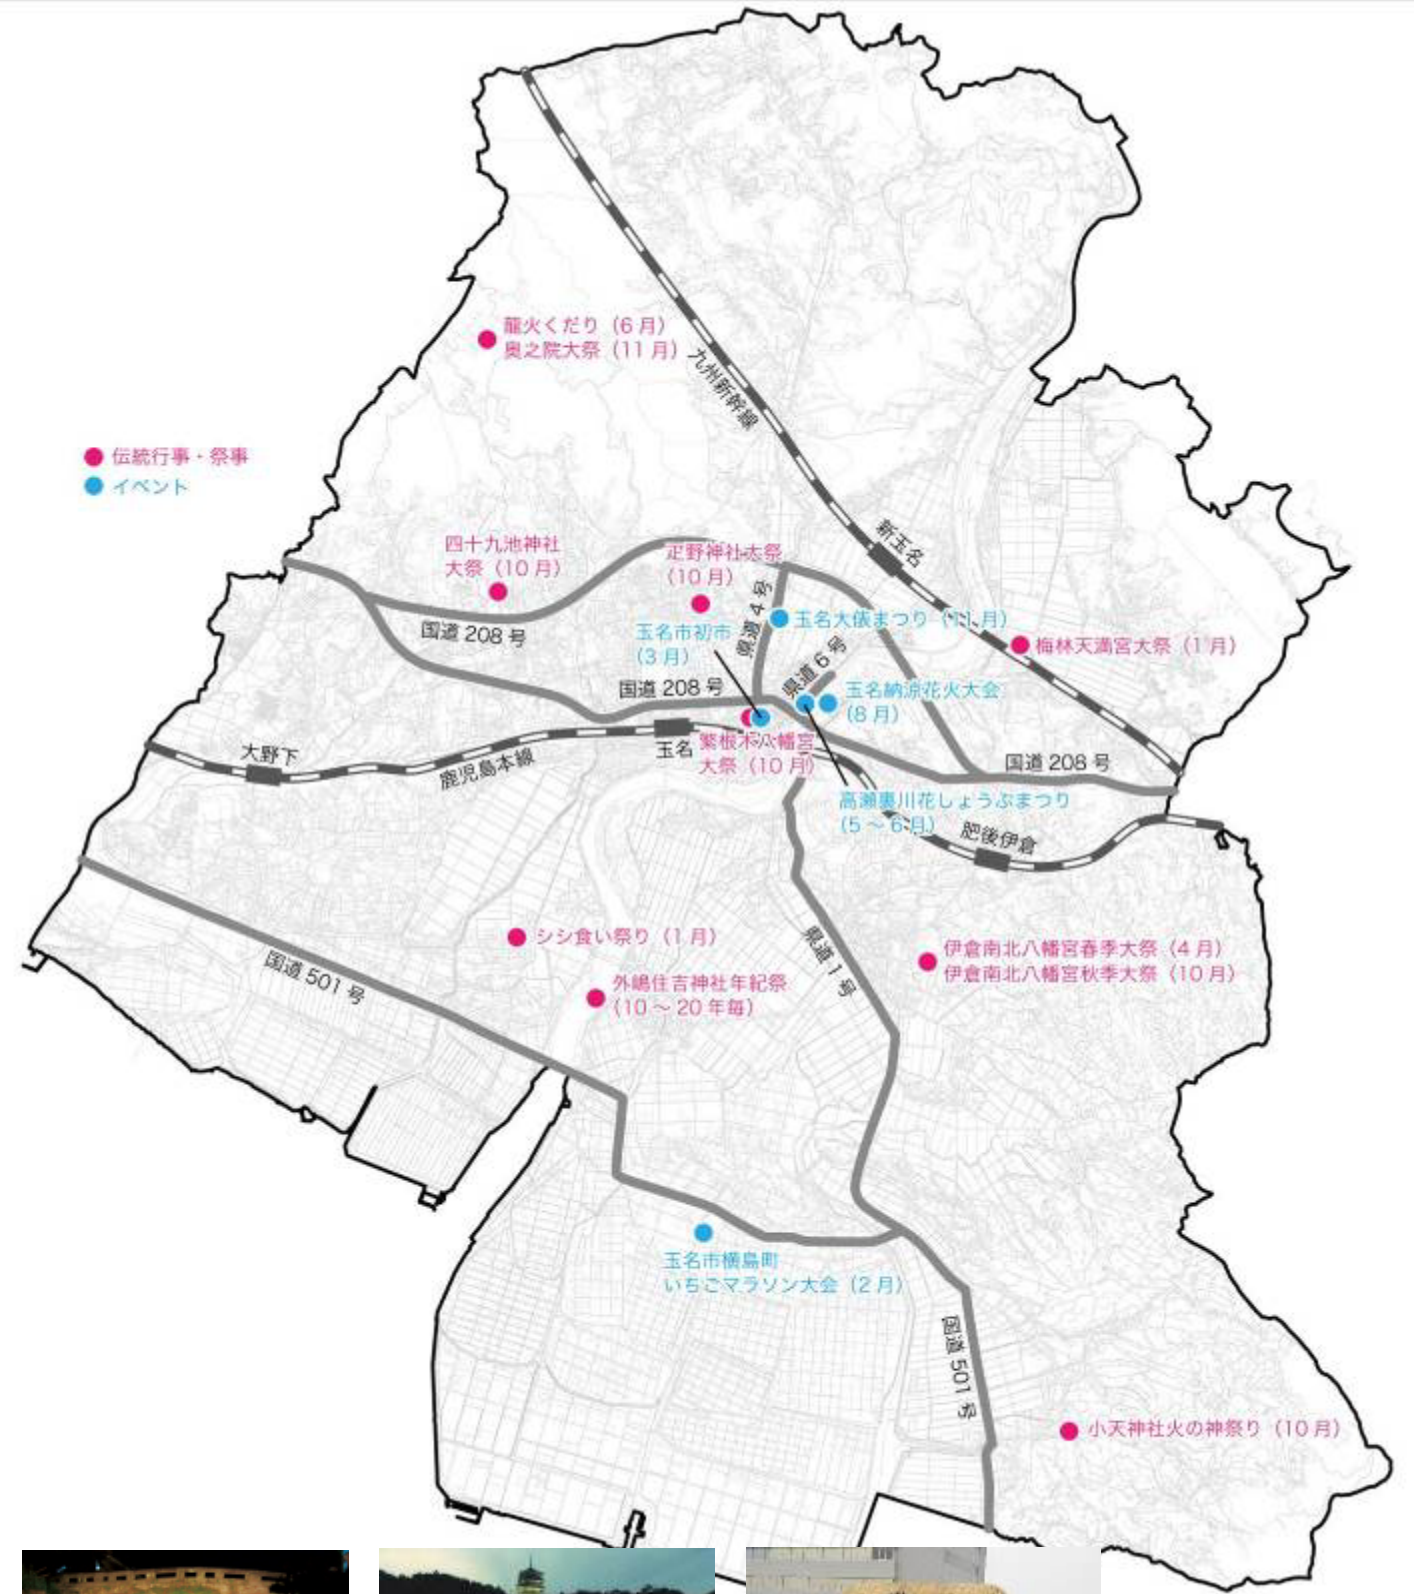 龍火くだり（6月）
奥之院大祭（11月）
九州新幹線
伝統行事・祭事
イベント
新玉名
四十九池神社
大祭（10月）
疋野神社大祭
（10月）
国道208号
県道4号
玉名大俵まつり（11月）
玉名市初市
（3月）
県道6号
梅林天満宮大祭（1月）
国道208号
玉名納涼花火大会
（8月）
大野下
鹿児島本線
玉名
繁根木八幡宮
大祭（10月）
国道208号
高瀬裏川花しょうぶまつり
（5～6月）
肥後伊倉
シシ食い祭り（1月）
県道1号
伊倉南北八幡宮春季大祭（4月）
伊倉南北八幡宮秋季大祭（10月）
国道501号
外嶋住吉神社年紀祭
（10～20年毎）
玉名市横島町
いちごマラソン大会（2月）
国道501号
小天神社火の神祭り（10月）